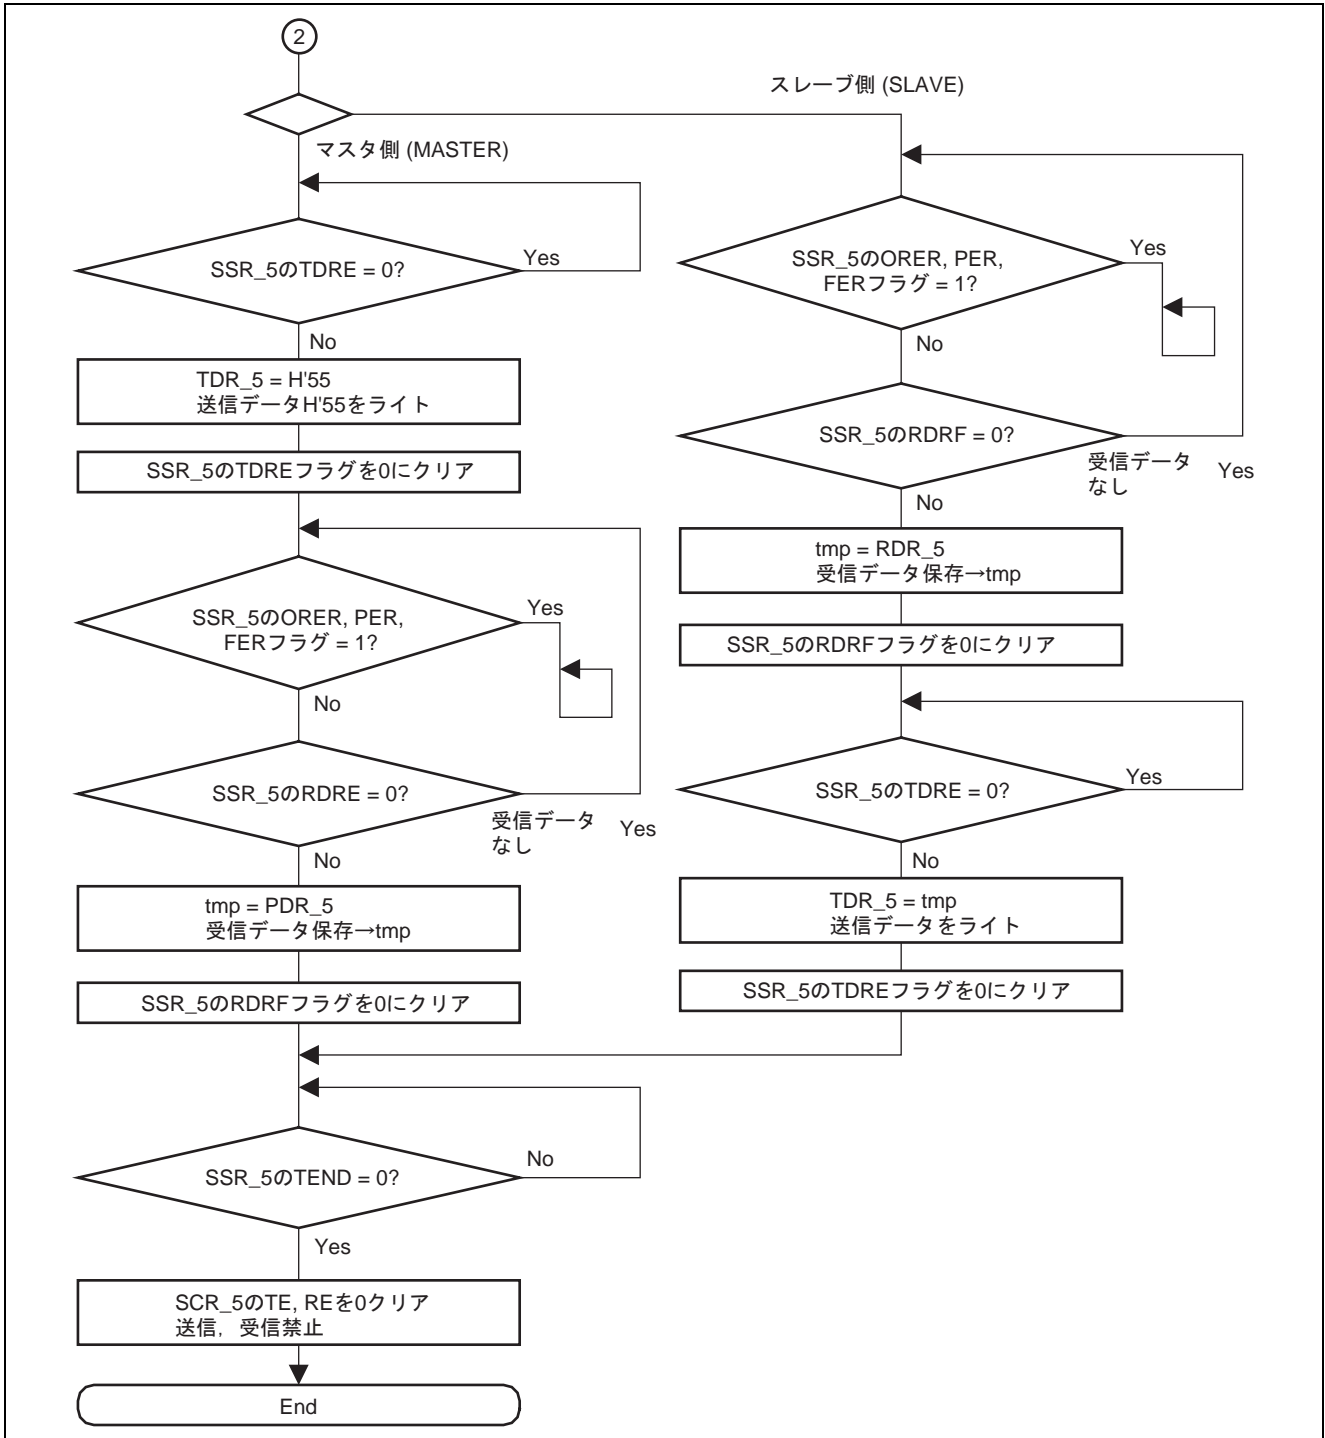 2
スレーブ側 (SLAVE)
マスタ側 (MASTER)
SSR_5のTDRE = 0?
Yes
No
TDR_5 = H'55
送信データH'55をライト
SSR_5のTDREフラグを0にクリア
SSR_5のORER, PER,
FERフラグ = 1?
Yes
No
SSR_5のRDRE = 0?
受信データ
なし
Yes
No
tmp = PDR_5
受信データ保存→tmp
SSR_5のRDRFフラグを0にクリア
SSR_5のORER, PER,
FERフラグ = 1?
Yes
No
SSR_5のRDRF = 0?
受信データ
なし
Yes
No
tmp = RDR_5
受信データ保存→tmp
SSR_5のRDRFフラグを0にクリア
SSR_5のTDRE = 0?
Yes
No
TDR_5 = tmp
送信データをライト
SSR_5のTDREフラグを0にクリア
SSR_5のTEND = 0?
No
Yes
SCR_5のTE, REを0クリア
送信，受信禁止
End